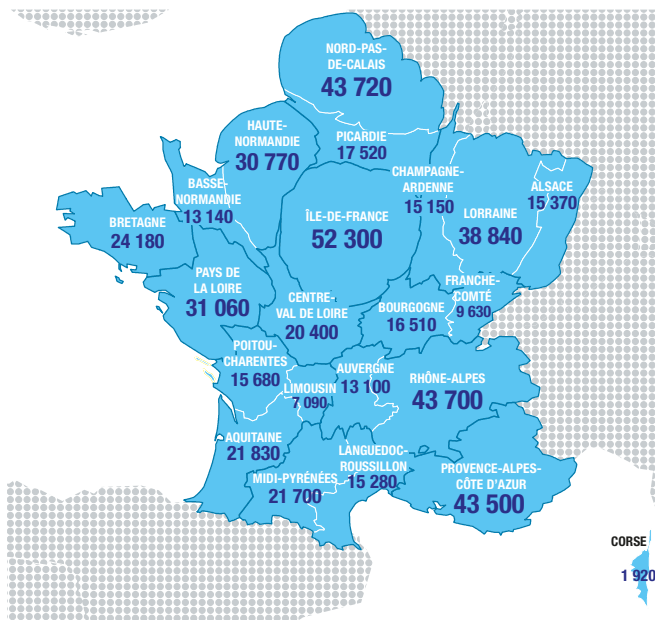 NORD-PAS-
DE-CALAIS
43 720
HAUTE-
NORMANDIE
30 770
PICARDIE
17 520
CHAMPAGNE-
ARDENNE
15 150
ALSACE
15 370
BASSE-
NORMANDIE
13 140
LORRAINE
38 840
BRETAGNE
24 180
ÎLE-DE-FRANCE
52 300
PAYS DE
LA LOIRE
31 060
FRANCHE-
COMTÉ
9 630
CENTRE-
VAL DE LOIRE
20 400
BOURGOGNE
16 510
POITOU-
CHARENTES
15 680
AUVERGNE
13 100
RHÔNE-ALPES
43 700
LIMOUSIN
7 090
AQUITAINE
21 830
LANGUEDOC-
ROUSSILLON
15 280
MIDI-PYRÉNÉES
21 700
PROVENCE-ALPES-
CÔTE D'AZUR
43 500
CORSE
1 920